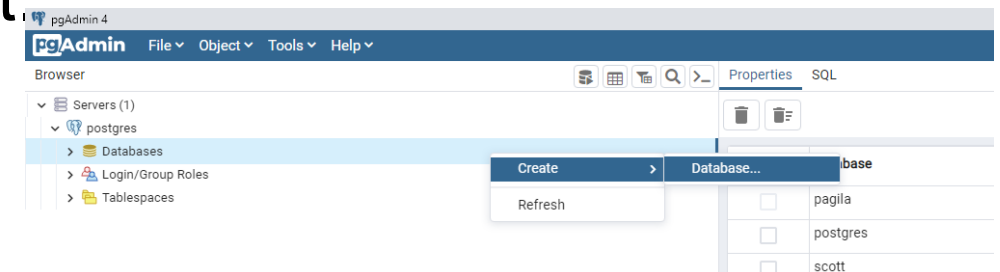 pgAdmin 4
pgAdmin File Object Tools Help
Browser
Properties SQL
Servers (1)
postgres
Databases
Login/Group Roles
Tablespaces
Create
Database...
Refresh
base
pagila
postgres
scott